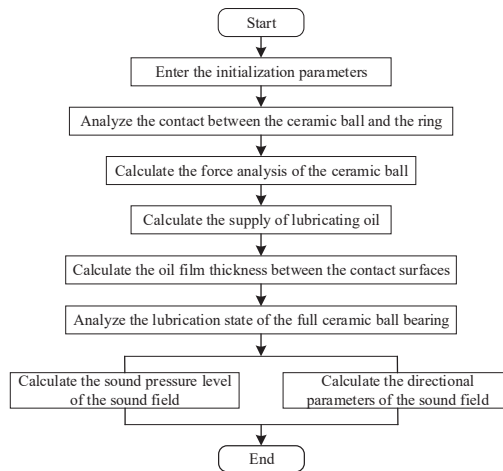 Start
Enter the initialization parameters
Analyze the contact between the ceramic ball and the ring
Calculate the force analysis of the ceramic ball
Calculate the supply of lubricating oil
Calculate the oil film thickness between the contact surfaces
Analyze the lubrication state of the full ceramic ball bearing
Calculate the sound pressure level
of the sound field
Calculate the directional
parameters of the sound field
End